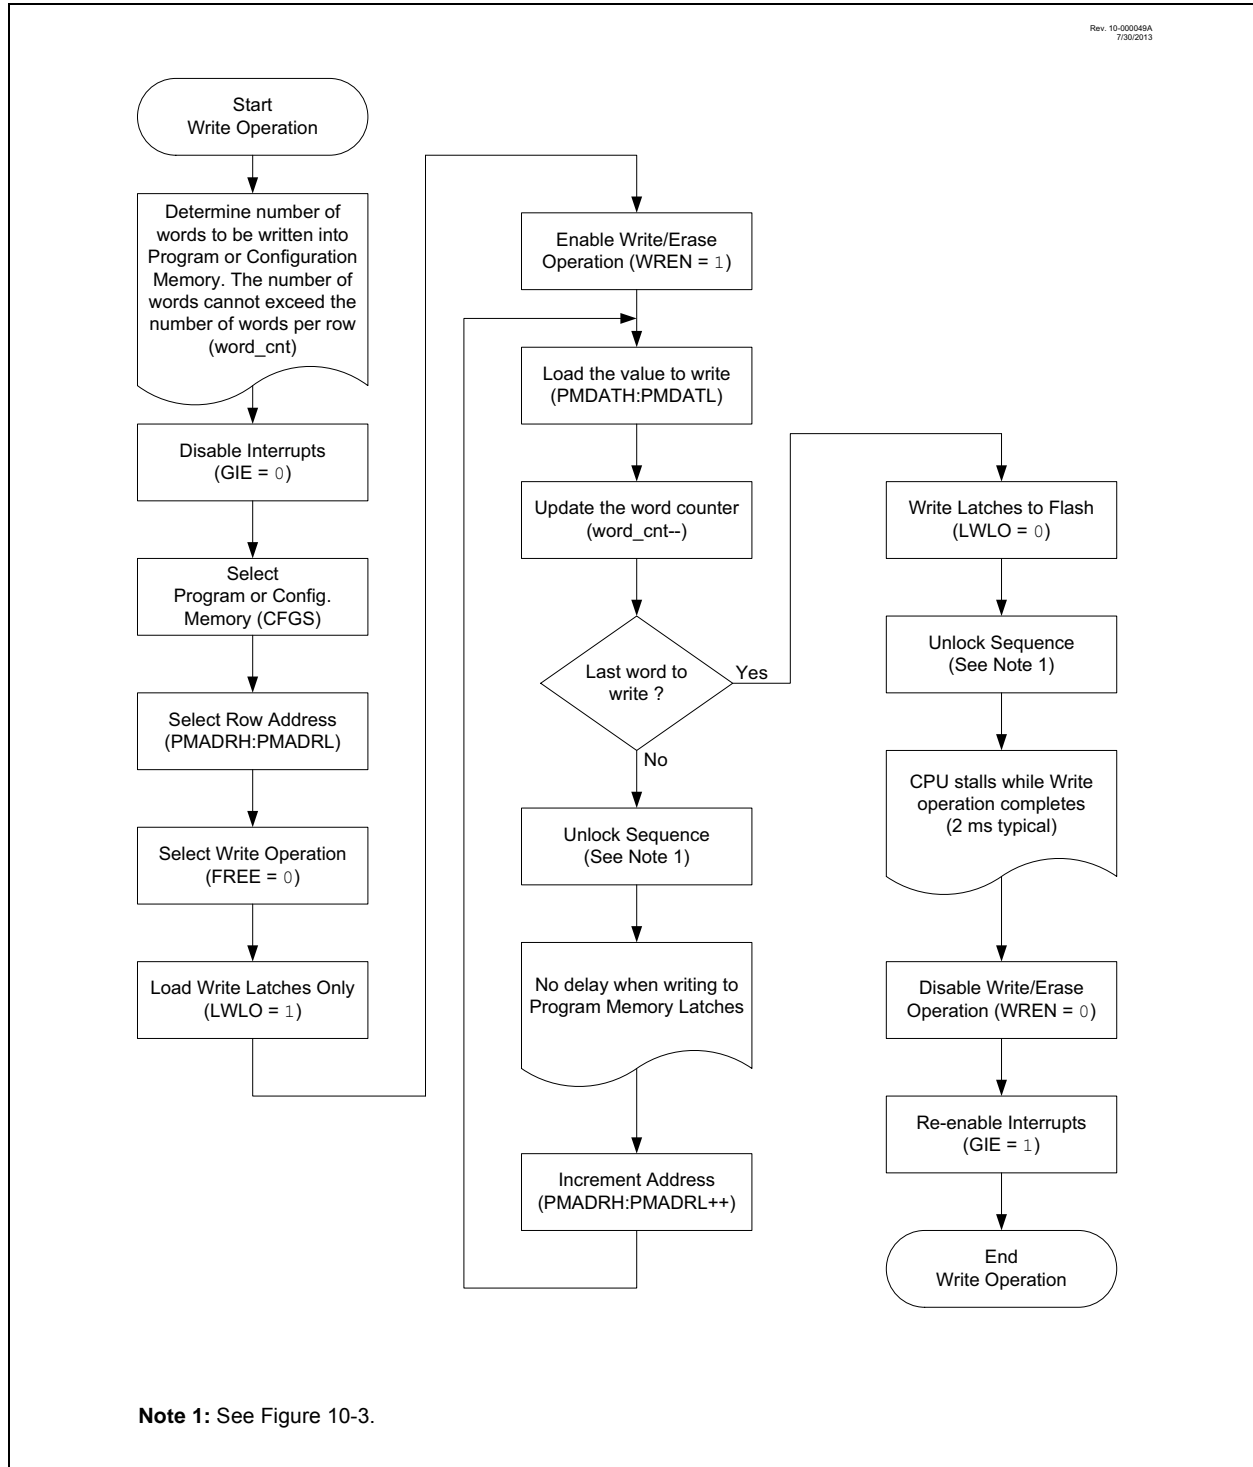 Rev. 10-000049A
7/30/2013
Start
Write Operation
Determine number of
words to be written into
Program or Configuration
Memory. The number of
words cannot exceed the
number of words per row
(word_cnt)
Disable Interrupts
(GIE = 0)
Select
Program or Config.
Memory (CFGS)
Select Row Address
(PMADRH:PMADRL)
Select Write Operation
(FREE = 0)
Load Write Latches Only
(LWLO = 1)
Enable Write/Erase
Operation (WREN = 1)
Load the value to write
(PMDATH:PMDATL)
Update the word counter
(word_cnt--)
Last word to
write ?
Yes
No
Unlock Sequence
(See Note 1)
No delay when writing to
Program Memory Latches
Increment Address
(PMADRH:PMADRL++)
Write Latches to Flash
(LWLO = 0)
Unlock Sequence
(See Note 1)
CPU stalls while Write
operation completes
(2 ms typical)
Disable Write/Erase
Operation (WREN = 0)
Re-enable Interrupts
(GIE = 1)
End
Write Operation
Note 1: See Figure 10-3.